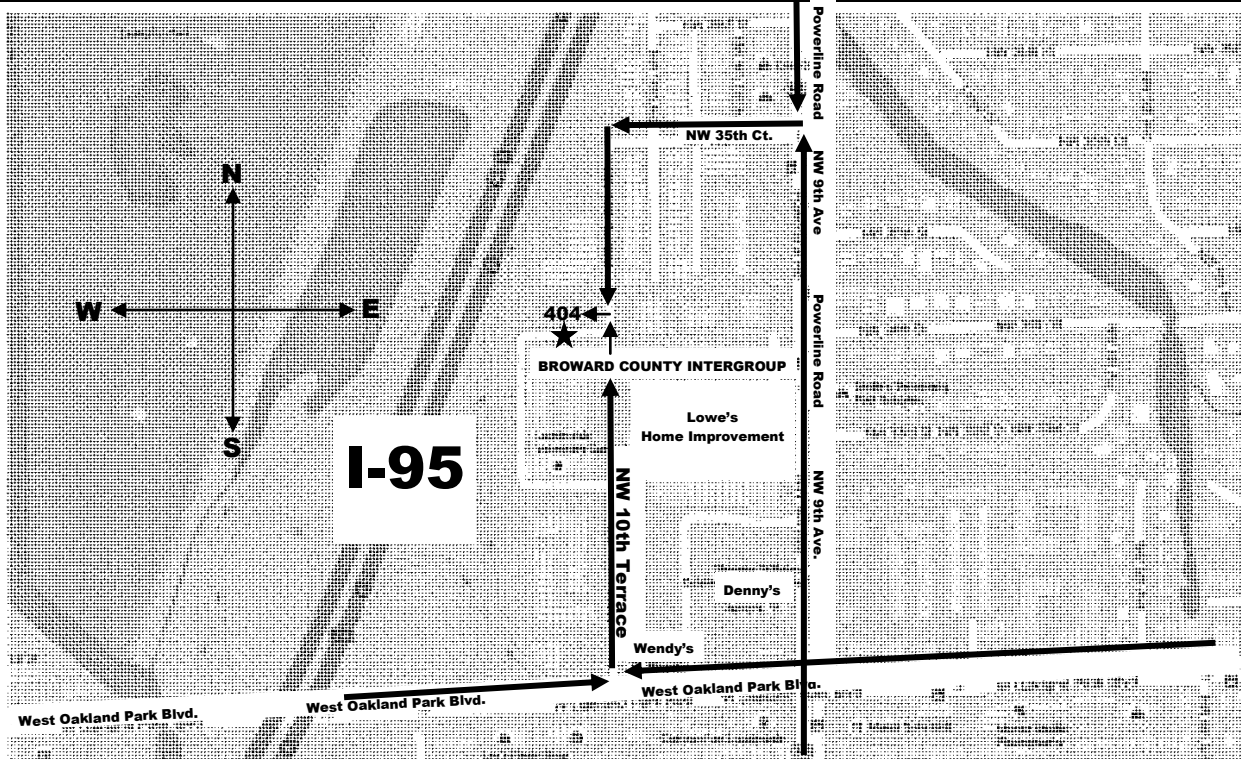 Powerline Road
NW 35th Ct.
NW 9th Ave
N
W
E
S
404
Powerline Road
BROWARD COUNTY INTERGROUP
Lowe's
Home Improvement
I-95
NW 10th Terrace
NW 9th Ave.
Denny's
Wendy's
West Oakland Park Blvd.
West Oakland Park Blvd.
West Oakland Park Blvd.